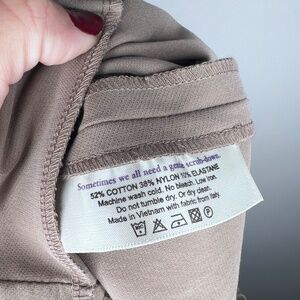 Sometimes we all need a gentle scrub-down.
52% COTTON 38% NYLON 10% ELASTANE
Machine wash cold. No bleach. Low iron.
Do not tumble dry. Or dry clean.
Made in Vietnam with fabric from Italy.